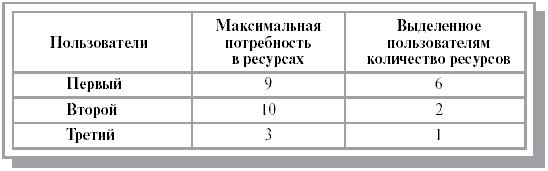 Пользователи
Максимальная
потребность
в ресурсах
Выделенное
пользователям
количество ресурсов
Первый 9 6
Второй 10 2
Третий 3 1